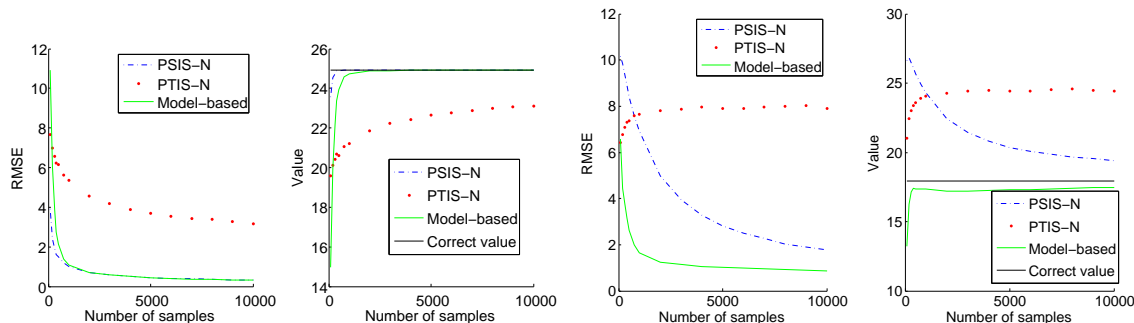 12
10
8
6
4
2
0
0
5000
10000
RMSE
Number of samples
PSIS−N
PTIS−N
Model−based
26
24
22
20
18
16
14
0
5000
10000
Value
Number of samples
PSIS−N
PTIS−N
Model−based
Correct value
12
10
8
6
4
2
0
0
5000
10000
RMSE
Number of samples
PSIS−N
PTIS−N
Model−based
30
25
20
15
10
0
5000
10000
Value
Number of samples
PSIS−N
PTIS−N
Model−based
Correct value